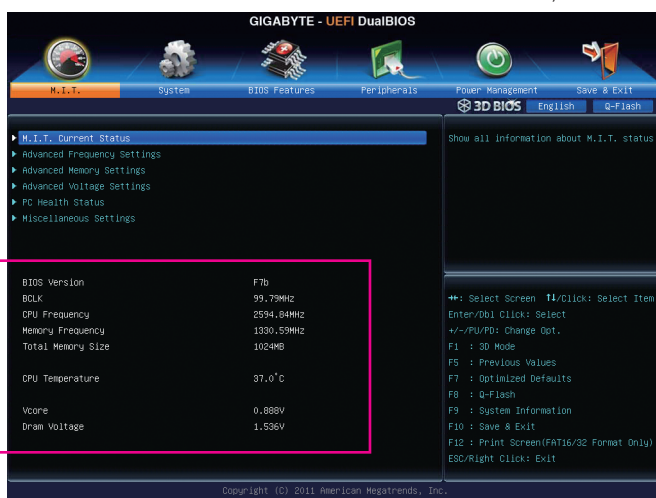 GIGABYTE - UEFI DualBIOS
M.I.T. System BIOS Features Peripherals Power Management Save & Exit
3D BIOS English Q-Flash
M.I.T. Current Status
Advanced Frequency Settings
Advanced Memory Settings
Advanced Voltage Settings
PC Health Status
Miscellaneous Settings
Show all information about M.I.T. status
BIOS Version F7b
BCLK 99.79MHz
CPU Frequency 2594.84MHz
Memory Frequency 1330.59MHz
Total Memory Size 1024MB
CPU Temperature 37.0°C
Vcore 0.888V
Dram Voltage 1.536V
→←: Select Screen ↑↓/Click: Select Item
Enter/Dbl Click: Select
+/-/PU/PD: Change Opt.
F1 : 3D Mode
F5 : Previous Values
F7 : Optimized Defaults
F8 : Q-Flash
F9 : System Information
F10 : Save & Exit
F12 : Print Screen(FAT16/32 Format Only)
ESC/Right Click: Exit
Copyright (C) 2011 American Megatrends, Inc.